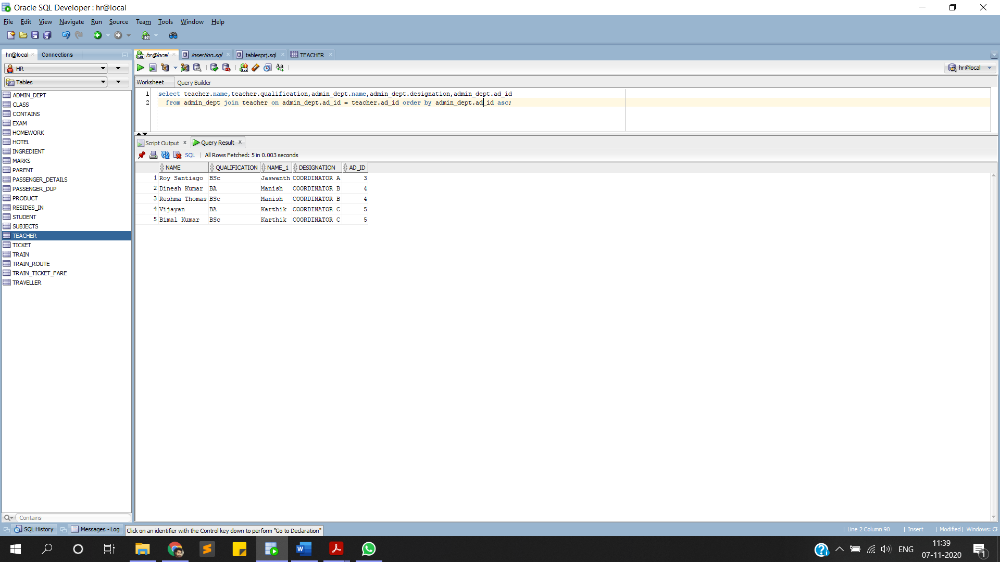 Oracle SQL Developer : hr@local
File Edit View Navigate Run Source Team Tools Window Help
hr@local Connections
hr@local insertion.sql tablesprj.sql TEACHER
HR
hr@local
Tables
Worksheet Query Builder
1 select teacher.name,teacher.qualification,admin_dept.name,admin_dept.designation,admin_dept.ad_id
2 from admin_dept join teacher on admin_dept.ad_id = teacher.ad_id order by admin_dept.ad_id asc;
ADMIN_DEPT
CLASS
CONTAINS
EXAM
HOMEWORK
HOTEL
INGREDIENT
MARKS
PARENT
PASSENGER_DETAILS
PASSENGER_DUP
PRODUCT
RESIDES_IN
STUDENT
SUBJECTS
TEACHER
TICKET
TRAIN
TRAIN_ROUTE
TRAIN_TICKET_FARE
TRAVELLER
Contains
Script Output x Query Result x
SQL | All Rows Fetched: 5 in 0.003 seconds
NAME QUALIFICATION NAME_1 DESIGNATION AD_ID
1 Roy Santiago BSc Jaswanth COORDINATOR A 3
2 Dinesh Kumar BA Manish COORDINATOR B 4
3 Reshma Thomas BSc Manish COORDINATOR B 4
4 Vijayan BA Karthik COORDINATOR C 5
5 Bimal Kumar BSc Karthik COORDINATOR C 5
SQL History Messages - Log Click on an identifier with the Control key down to perform "Go to Declaration"
| Line 2 Column 90 | Insert | Modified | Windows: CF
ENG
11:39
07-11-2020
1